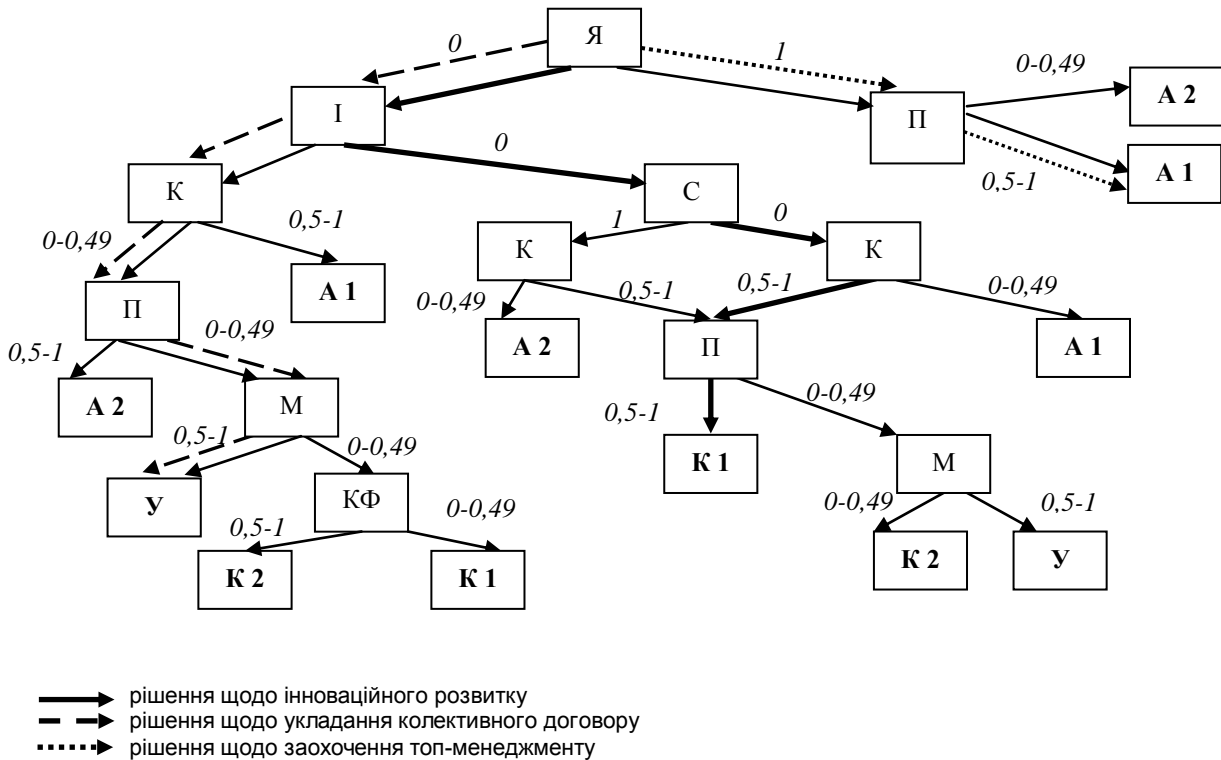 Я
0
1
0-0,49
А 2
І
П
0
0,5-1
А 1
К
С
0-0,49
0,5-1
1
0
К
К
А 1
П
0-0,49
0-0,49
0,5-1
0,5-1
0-0,49
0,5-1
А 2
П
А 1
А 2
М
0,5-1
0-0,49
0,5-1
0-0,49
К 1
М
У
КФ
0,5-1
0-0,49
0-0,49
0,5-1
К 2
К 1
К 2
У
рішення щодо інноваційного розвитку
рішення щодо укладання колективного договору
рішення щодо заохочення топ-менеджменту